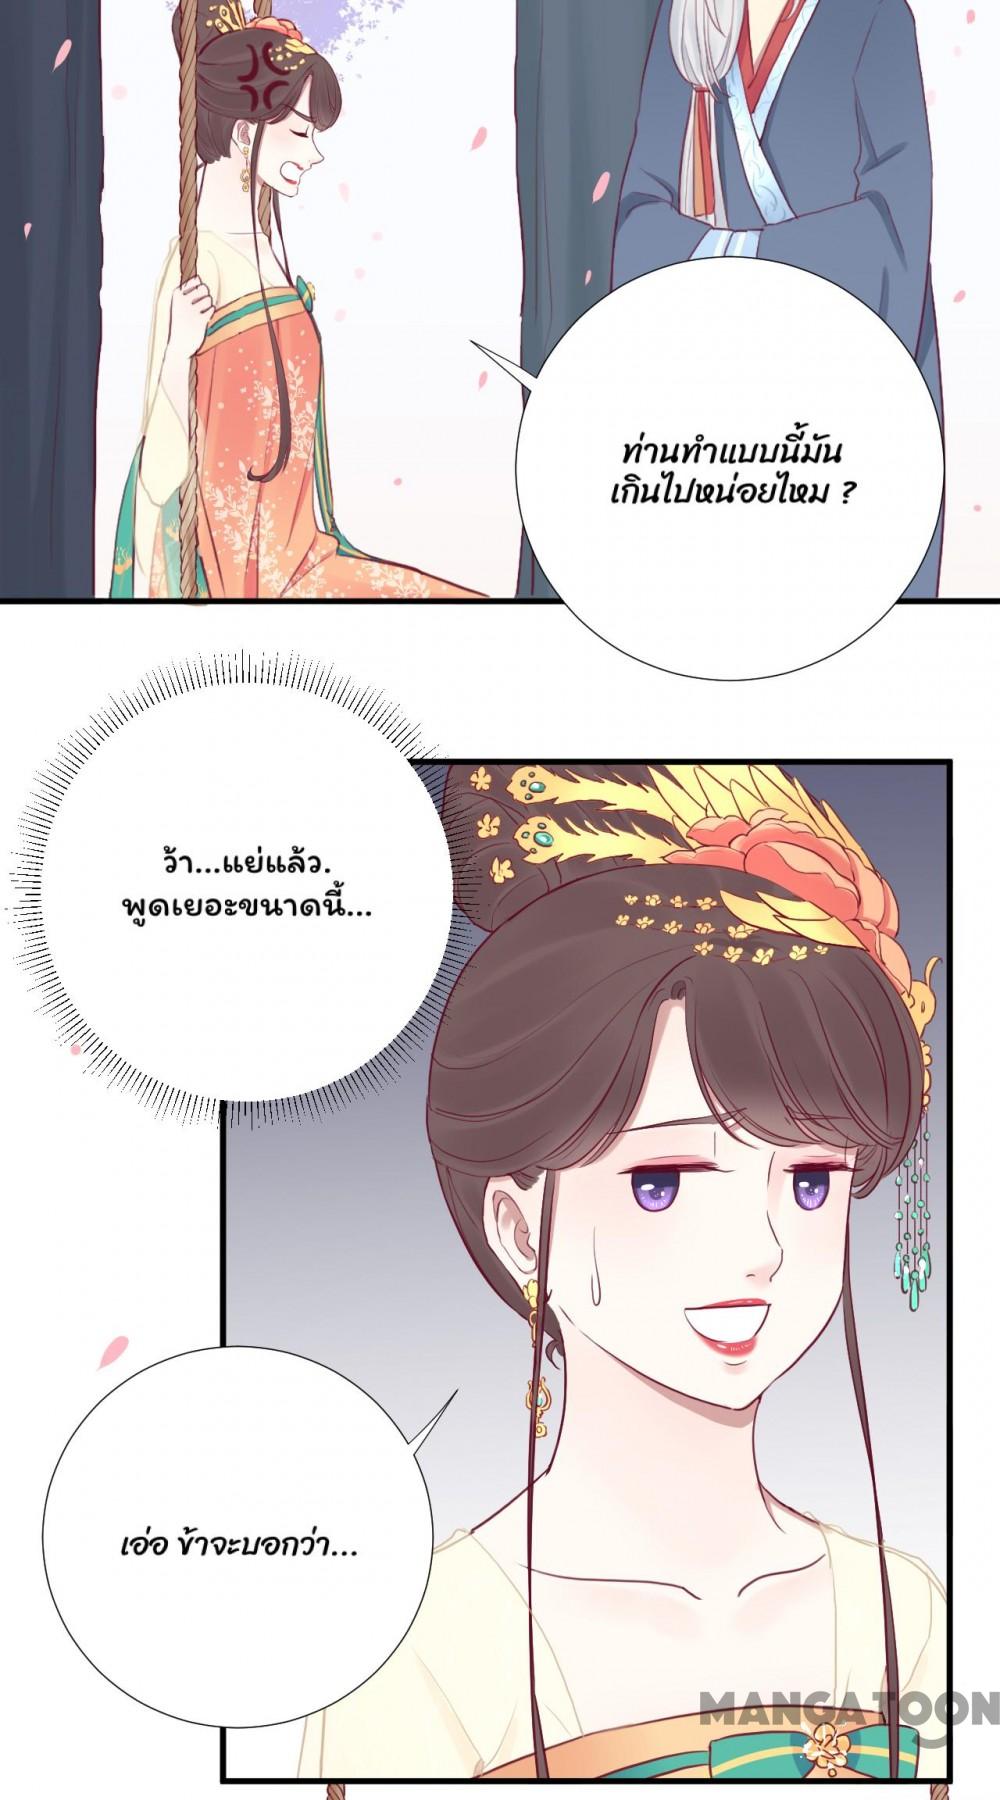 ท่านทำแบบนี้มัน
เกินไปหน่อยไหม ?
ว้า...แย่แล้ว.
พูดเยอะขนาดนี้...
เอ่อ ข้าจะบอกว่า...
MANGATOON